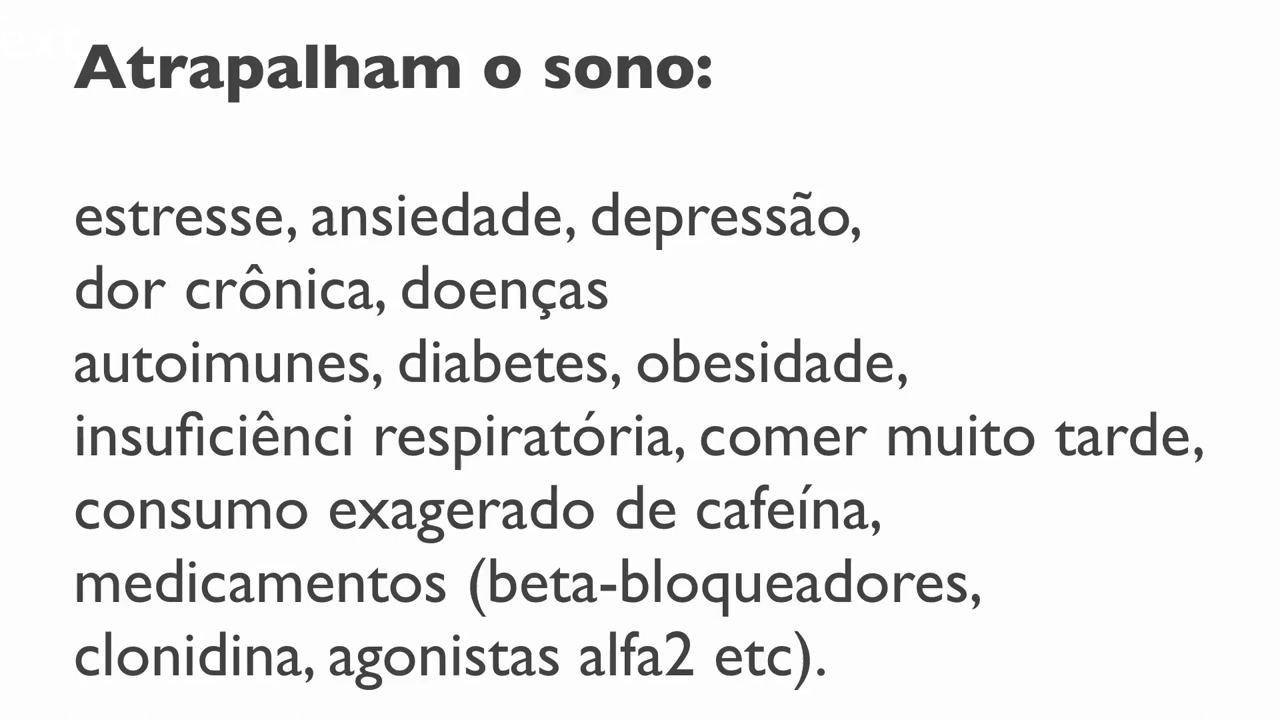 Atrapalham o sono:
estresse, ansiedade, depressão,
dor crônica, doenças
autoimunes, diabetes, obesidade,
insuficiênci respiratória, comer muito tarde,
consumo exagerado de cafeína,
medicamentos (beta-bloqueadores,
clonidina, agonistas alfa2 etc).